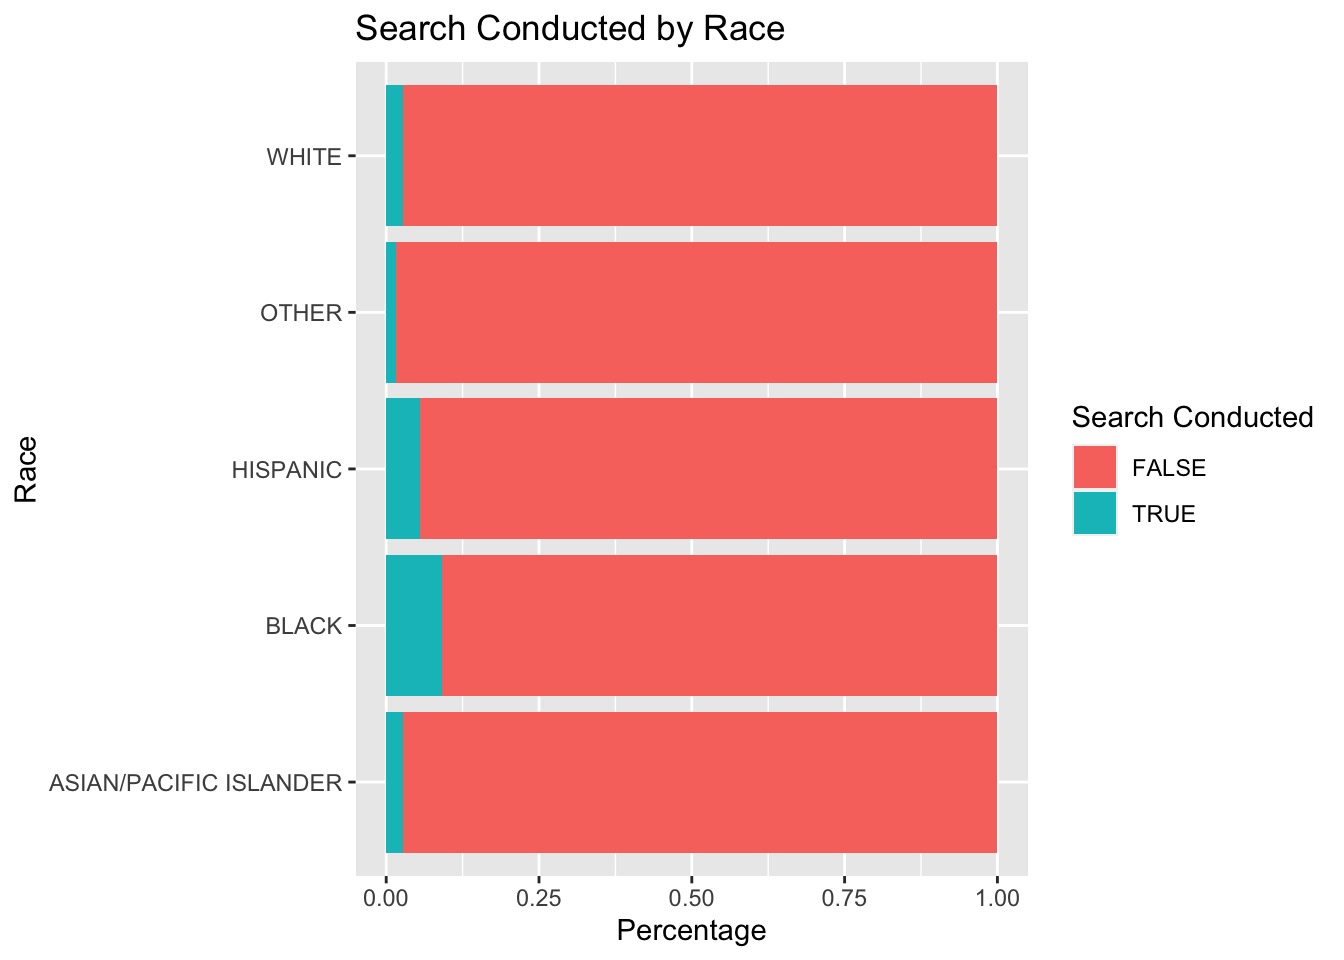 Search Conducted by Race
WHITE
OTHER
HISPANIC
BLACK
ASIAN/PACIFIC ISLANDER
Race
0.00 0.25 0.50 0.75 1.00
Percentage
Search Conducted
FALSE
TRUE